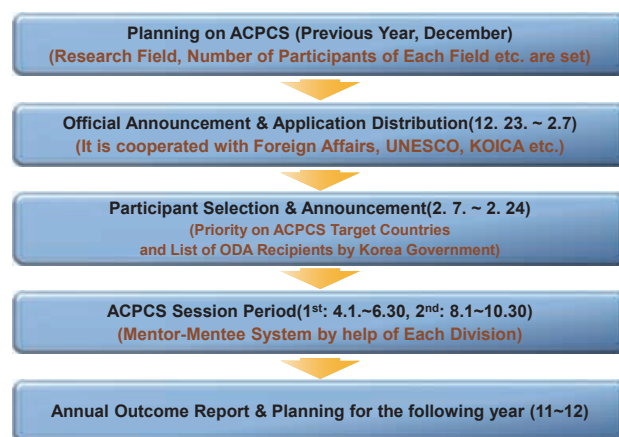 Planning on ACPCS (Previous Year, December)
(Research Field, Number of Participants of Each Field etc. are set)
Official Announcement & Application Distribution(12. 23. ~ 2.7)
(It is cooperated with Foreign Affairs, UNESCO, KOICA etc.)
Participant Selection & Announcement(2. 7. ~ 2. 24)
(Priority on ACPCS Target Countries
and List of ODA Recipients by Korea Government)
ACPCS Session Period(1st: 4.1.~6.30, 2nd: 8.1~10.30)
(Mentor-Mentee System by help of Each Division)
Annual Outcome Report & Planning for the following year (11~12)